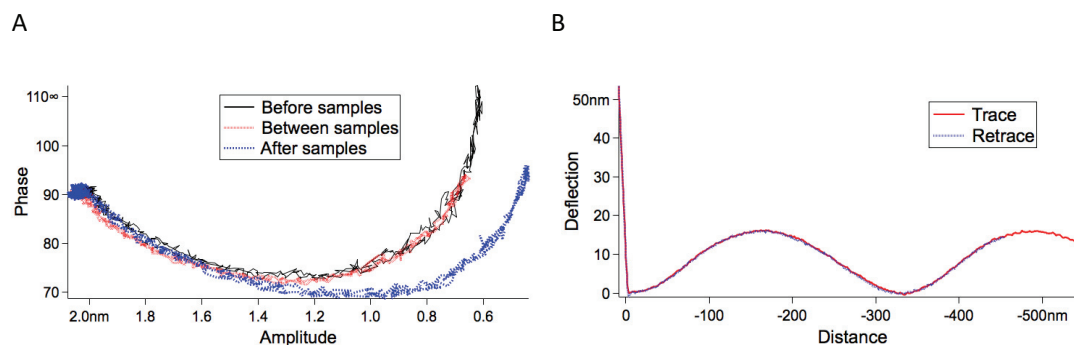 A
B
110∞
100
90
80
70
Phase
Before samples
Between samples
After samples
2.0nm 1.8 1.6 1.4 1.2 1.0 0.8 0.6
Amplitude
50nm
40
30
20
10
0
Deflection
Trace
Retrace
0 -100 -200 -300 -400 -500nm
Distance